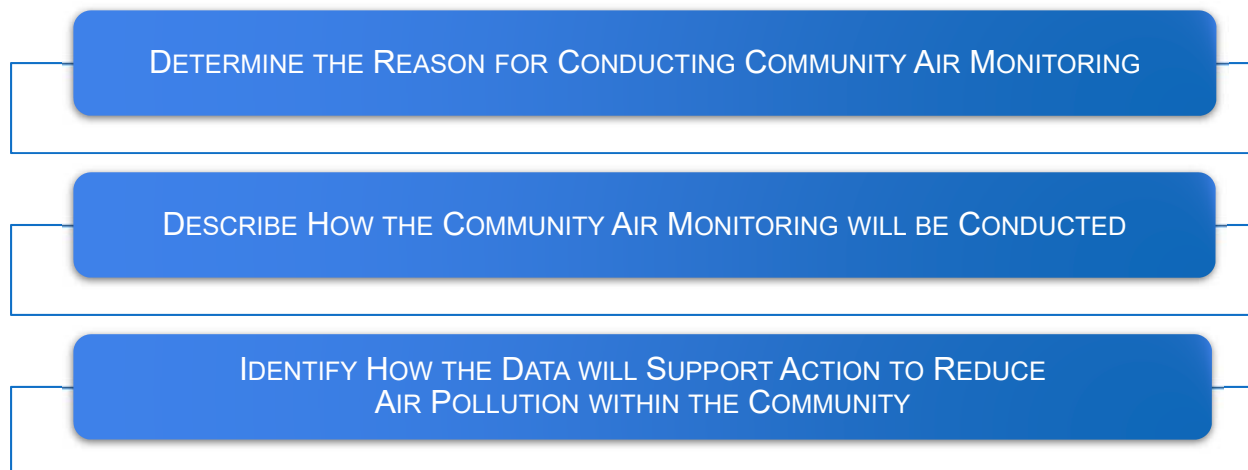 DETERMINE THE REASON FOR CONDUCTING COMMUNITY AIR MONITORING
DESCRIBE HOW THE COMMUNITY AIR MONITORING WILL BE CONDUCTED
IDENTIFY HOW THE DATA WILL SUPPORT ACTION TO REDUCE
AIR POLLUTION WITHIN THE COMMUNITY